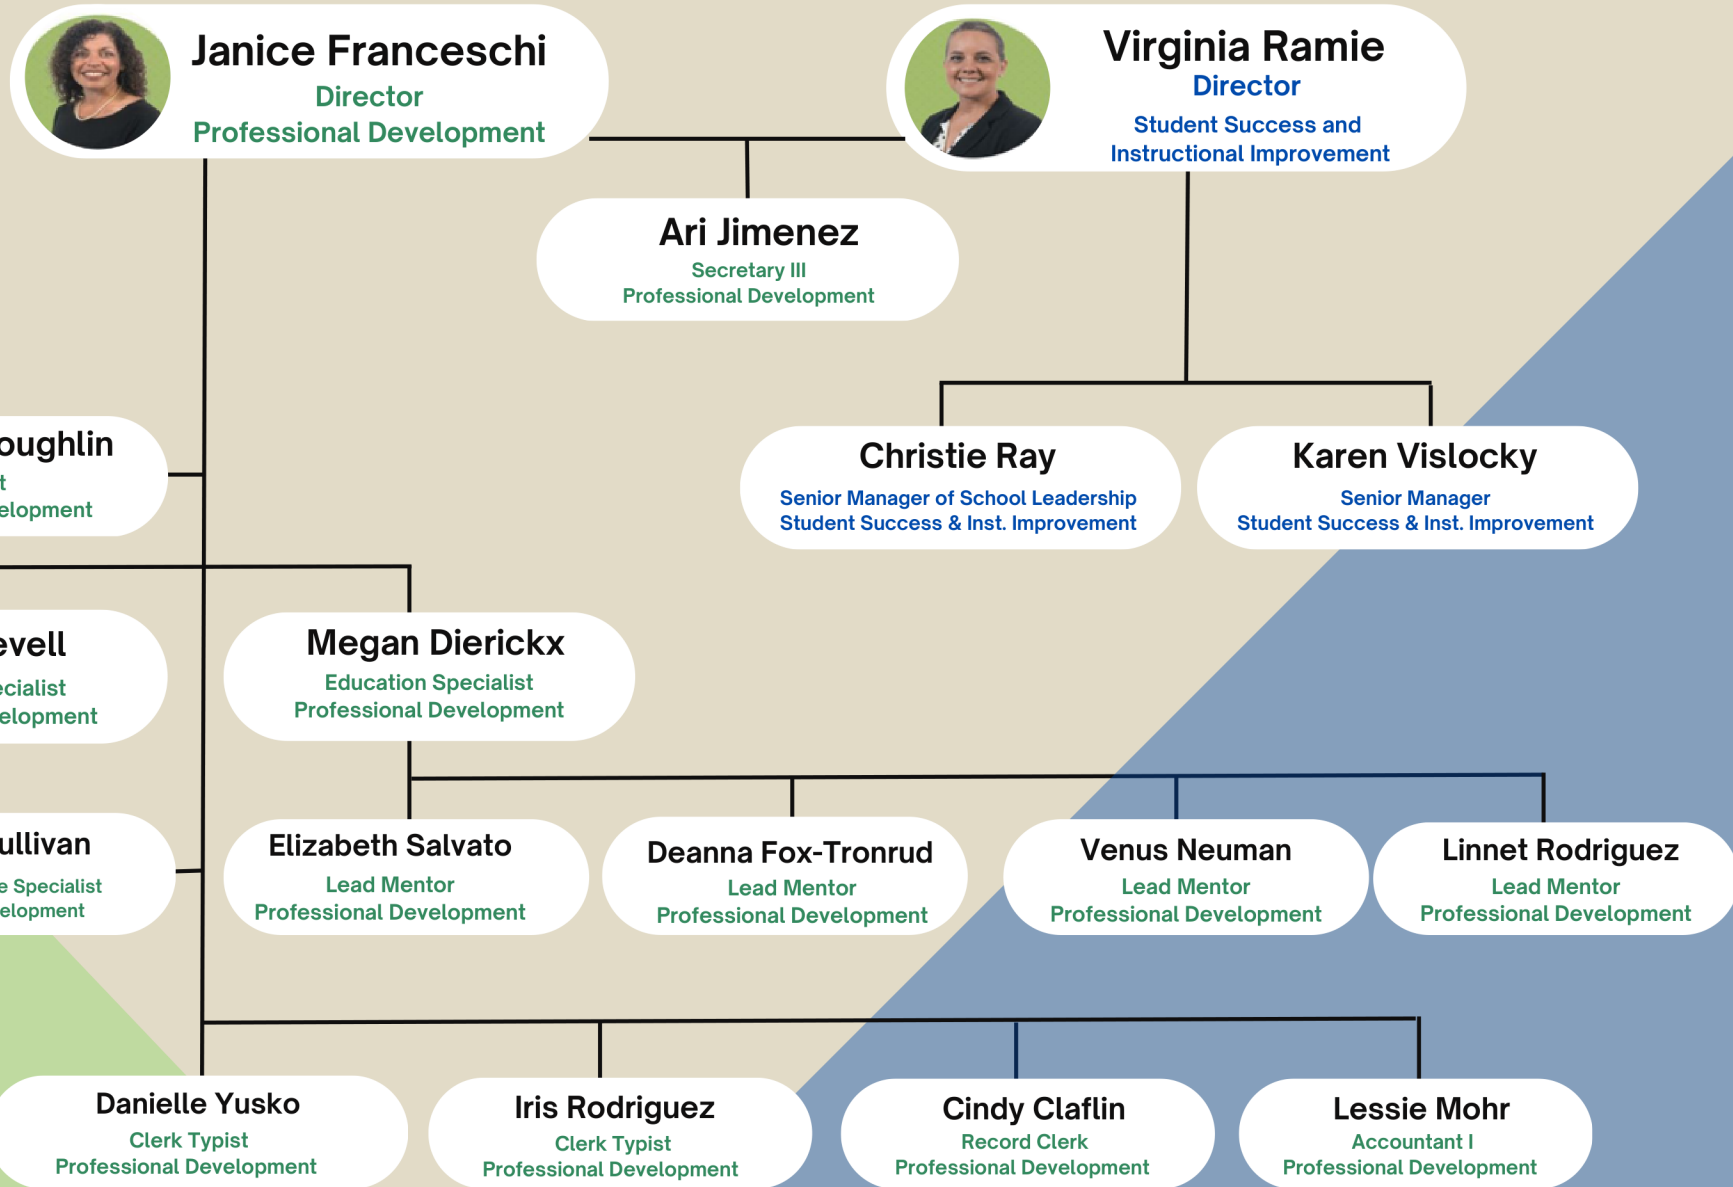 Janice Franceschi
Director
Professional Development
Virginia Ramie
Director
Student Success and
Instructional Improvement
Ari Jimenez
Secretary III
Professional Development
oughlin
t
elopment
Christie Ray
Senior Manager of School Leadership
Student Success & Inst. Improvement
Karen Vislocky
Senior Manager
Student Success & Inst. Improvement
evell
ecialist
elopment
Megan Dierickx
Education Specialist
Professional Development
ullivan
e Specialist
elopment
Elizabeth Salvato
Lead Mentor
Professional Development
Deanna Fox-Tronrud
Lead Mentor
Professional Development
Venus Neuman
Lead Mentor
Professional Development
Linnet Rodriguez
Lead Mentor
Professional Development
Danielle Yusko
Clerk Typist
Professional Development
Iris Rodriguez
Clerk Typist
Professional Development
Cindy Claflin
Record Clerk
Professional Development
Lessie Mohr
Accountant I
Professional Development